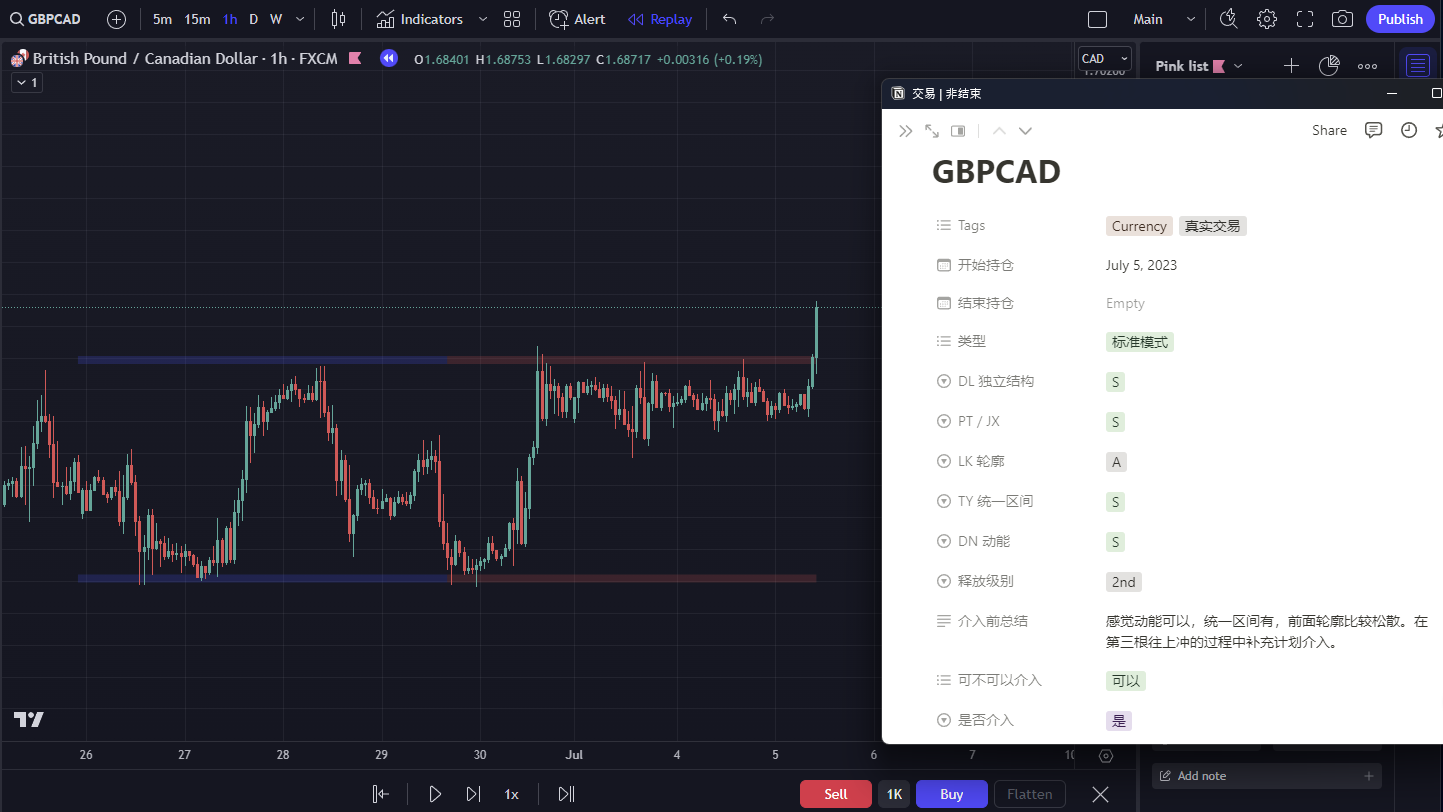 GBPCAD
5m 15m 1h D W
Indicators
Alert
Replay
Main
Publish
British Pound / Canadian Dollar · 1h · FXCM
O1.68401 H1.68753 L1.68297 C1.68717 +0.00316 (+0.19%)
CAD
Pink list
1
交易 | 非结束
Share
GBPCAD
Tags Currency 真实交易
开始持仓 July 5, 2023
结束持仓 Empty
类型 标准模式
DL 独立结构 S
PT / JX S
LK 轮廓 A
TY 统一区间 S
DN 动能 S
释放级别 2nd
介入前总结 感觉动能可以，统一区间有，前面轮廓比较松散。在
第三根往上冲的过程中补充计划介入。
可不可以介入 可以
是否介入 是
26 27 28 29 30 Jul 4 5 6 7
Add note
1x
Sell 1K Buy Flatten